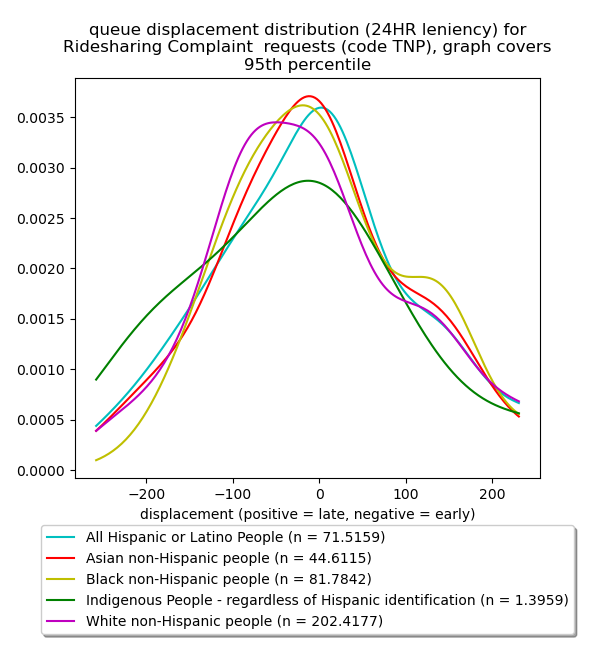 queue displacement distribution (24HR leniency) for
Ridesharing Complaint  requests (code TNP), graph covers
95th percentile
0.0035
0.0030
0.0025
0.0020
0.0015
0.0010
0.0005
0.0000
−200 −100 0 100 200
displacement (positive = late, negative = early)
All Hispanic or Latino People (n = 71.5159)
Asian non-Hispanic people (n = 44.6115)
Black non-Hispanic people (n = 81.7842)
Indigenous People - regardless of Hispanic identification (n = 1.3959)
White non-Hispanic people (n = 202.4177)